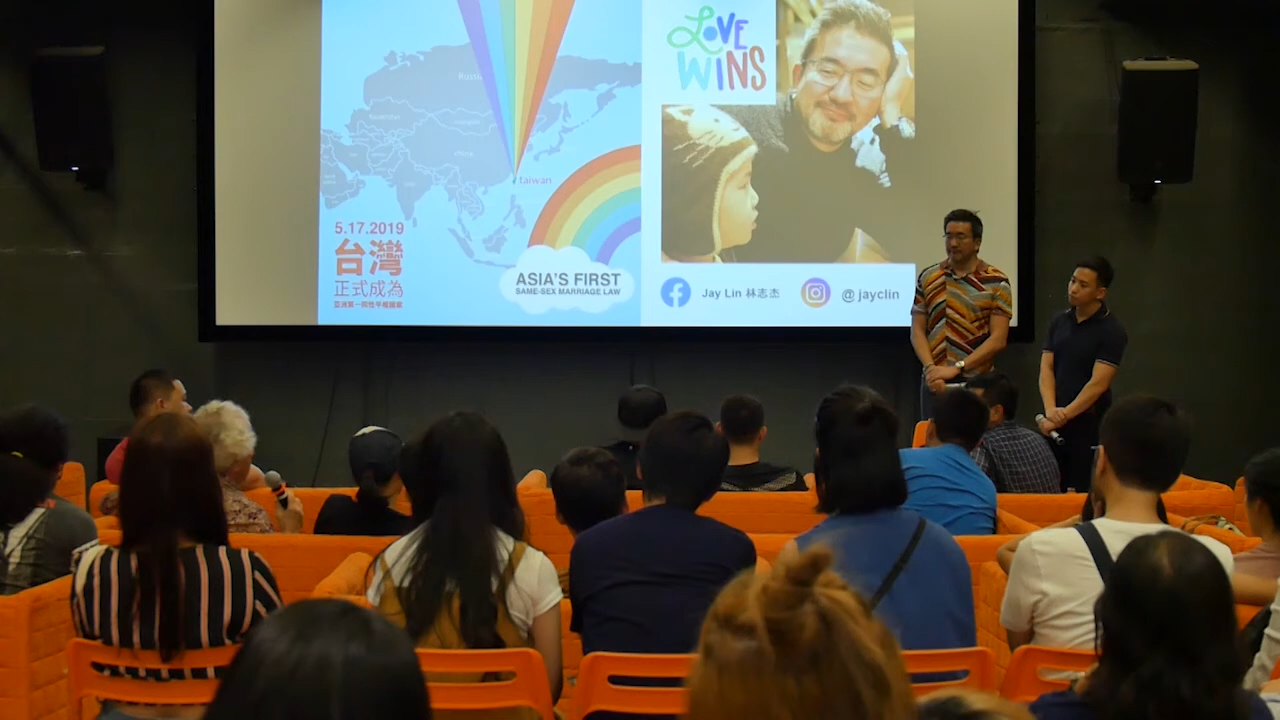 Russia
Kazakhstan
china
Taiwan
5.17.2019
台灣
正式成為
亞洲第一同性平權國家
ASIA'S FIRST
SAME-SEX MARRIAGE LAW
LOVE
WINS
Jay Lin 林志杰
@jayclin